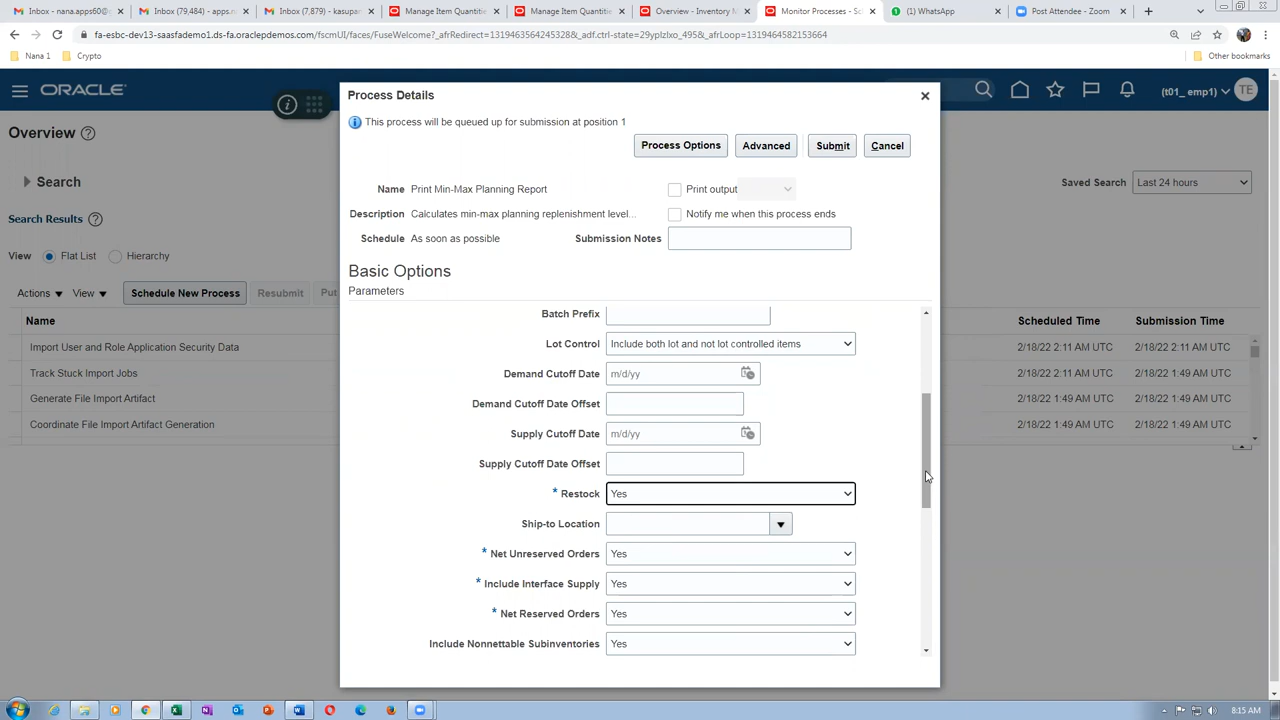 Inbox - nana.apps60@g
Inbox (79,484) - apps.m
Inbox (7,879) - kasupan
Manage Item Quantitie
Manage Item Quantitie
Overview - Inventory M
Monitor Processes - Sc
(1) WhatsApp
Post Attendee - Zoom
fa-esbc-dev13-saasfademo1.ds-fa.oraclepdemos.com/fscmUI/faces/FuseWelcome?_afrRedirect=1319463564245328&_adf.ctrl-state=29yplzlxo_495&_afrLoop=1319464582153664
Nana 1
Crypto
Other bookmarks
ORACLE
(t01_ emp1)
TE
Overview
Search
Saved Search
Last 24 hours
Search Results
View
Flat List
Hierarchy
Actions
View
Schedule New Process
Resubmit
Put
Name
Scheduled Time
Submission Time
Import User and Role Application Security Data
2/18/22 2:11 AM UTC
2/18/22 2:11 AM UTC
Track Stuck Import Jobs
2/18/22 2:11 AM UTC
2/18/22 1:49 AM UTC
Generate File Import Artifact
2/18/22 1:49 AM UTC
2/18/22 1:49 AM UTC
Coordinate File Import Artifact Generation
2/18/22 1:49 AM UTC
2/18/22 1:49 AM UTC
Process Details
This process will be queued up for submission at position 1
Process Options
Advanced
Submit
Cancel
Name Print Min-Max Planning Report
Print output
Description Calculates min-max planning replenishment level...
Notify me when this process ends
Schedule As soon as possible
Submission Notes
Basic Options
Parameters
Batch Prefix
Lot Control Include both lot and not lot controlled items
Demand Cutoff Date m/d/yy
Demand Cutoff Date Offset
Supply Cutoff Date m/d/yy
Supply Cutoff Date Offset
* Restock Yes
Ship-to Location
* Net Unreserved Orders Yes
* Include Interface Supply Yes
* Net Reserved Orders Yes
Include Nonnettable Subinventories Yes
8:15 AM